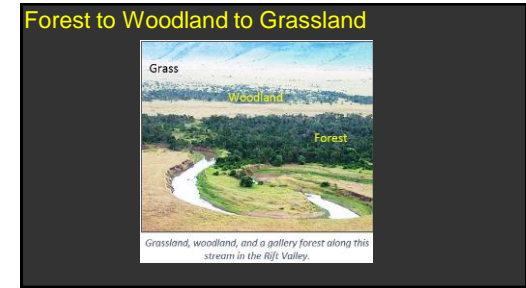 Forest to Woodland to Grassland
Grass
Woodland
Forest
Grassland, woodland, and a gallery forest along this
stream in the Rift Valley.